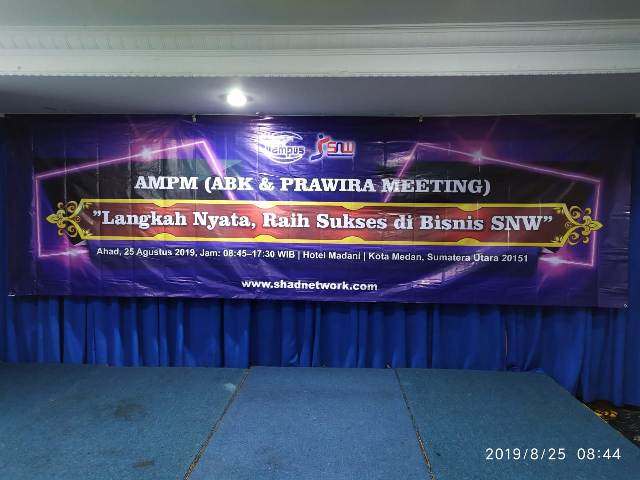 Wampus
SNW
AMPM (ABK & PRAWIRA MEETING)
"Langkah Nyata, Raih Sukses di Bisnis SNW"
Ahad, 25 Agustus 2019, Jam: 08:45–17:30 WIB | Hotel Madani | Kota Medan, Sumatera Utara 20151
www.shadnetwork.com
2019/8/25 08:44